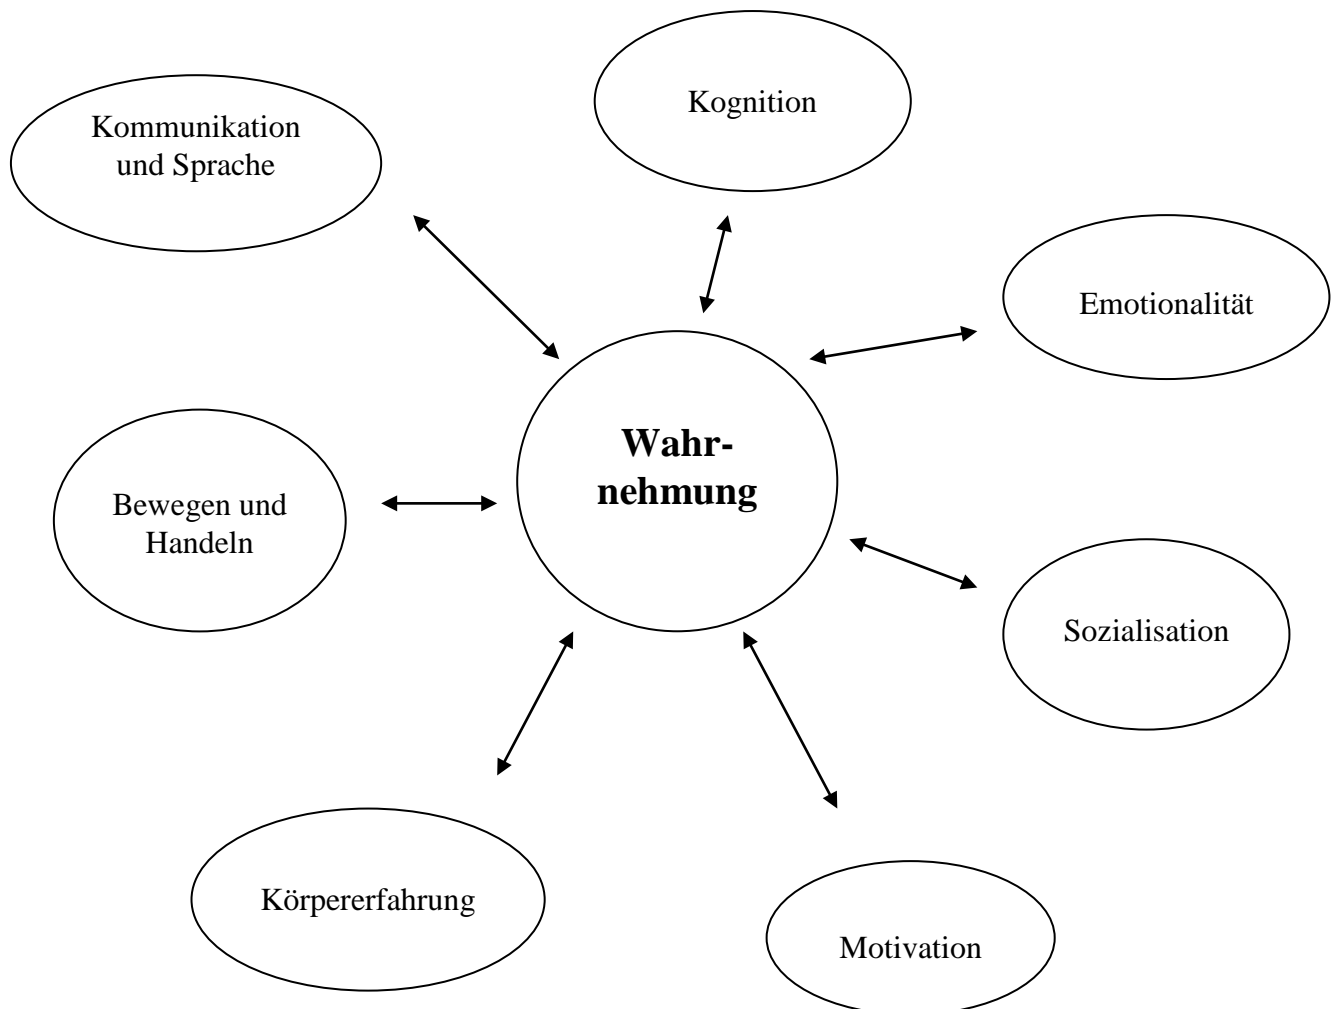 Kognition
Kommunikation
und Sprache
Emotionalität
Wahr-
nehmung
Bewegen und
Handeln
Sozialisation
Körpererfahrung
Motivation